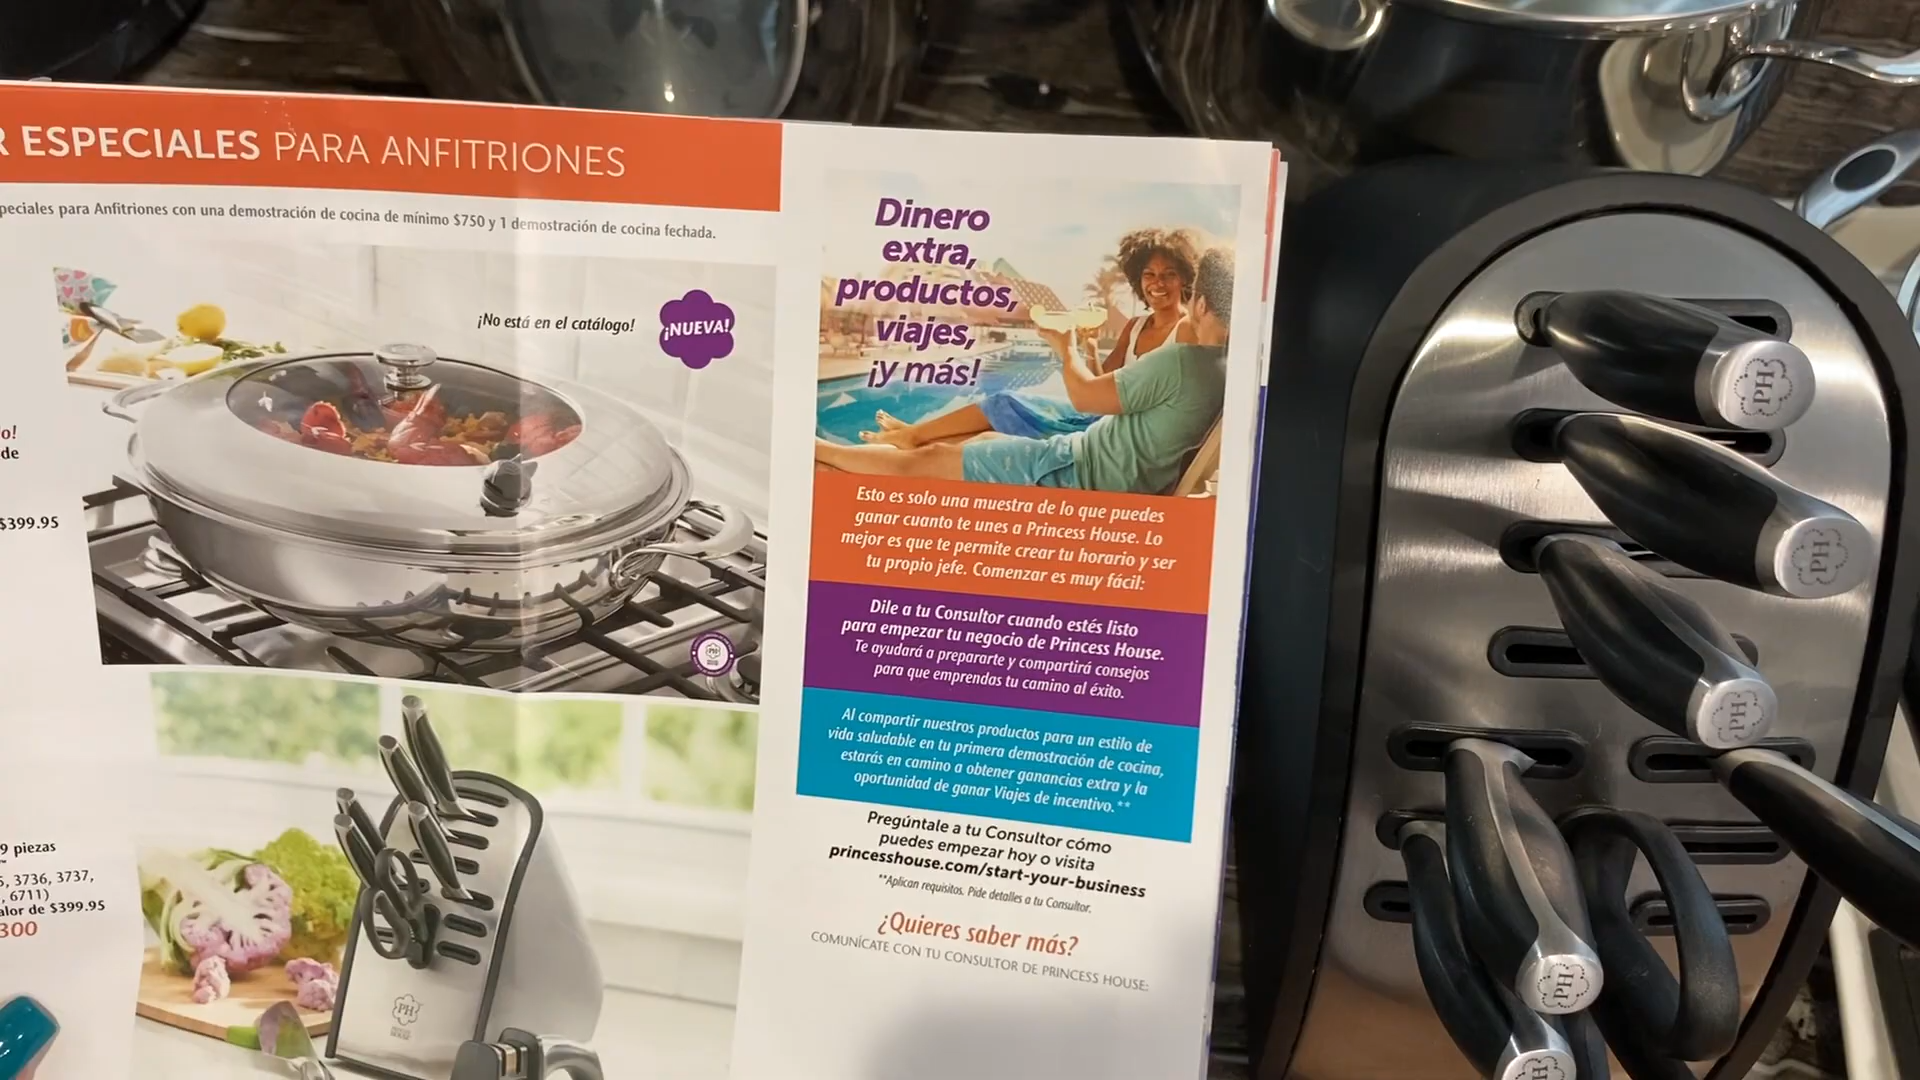 R ESPECIALES PARA ANFITRIONES
peciales para Anfitriones con una demostración de cocina de mínimo $750 y 1 demostración de cocina fechada.
¡No está en el catálogo!
¡NUEVA!
o!
de
$399.95
PH
9 piezas
5, 3736, 3737,
, 6711)
alor de $399.95
300
PH
PRINCESS
HOUSE
Dinero
extra,
productos,
viajes,
¡y más!
Esto es solo una muestra de lo que puedes
ganar cuanto te unes a Princess House. Lo
mejor es que te permite crear tu horario y ser
tu propio jefe. Comenzar es muy fácil:
Dile a tu Consultor cuando estés listo
para empezar tu negocio de Princess House.
Te ayudará a prepararte y compartirá consejos
para que emprendas tu camino al éxito.
Al compartir nuestros productos para un estilo de
vida saludable en tu primera demostración de cocina,
estarás en camino a obtener ganancias extra y la
oportunidad de ganar Viajes de incentivo.**
Pregúntale a tu Consultor cómo
puedes empezar hoy o visita
princesshouse.com/start-your-business
**Aplican requisitos. Pide detalles a tu Consultor.
¿Quieres saber más?
COMUNÍCATE CON TU CONSULTOR DE PRINCESS HOUSE:
PH
PH
PH
PH
PH